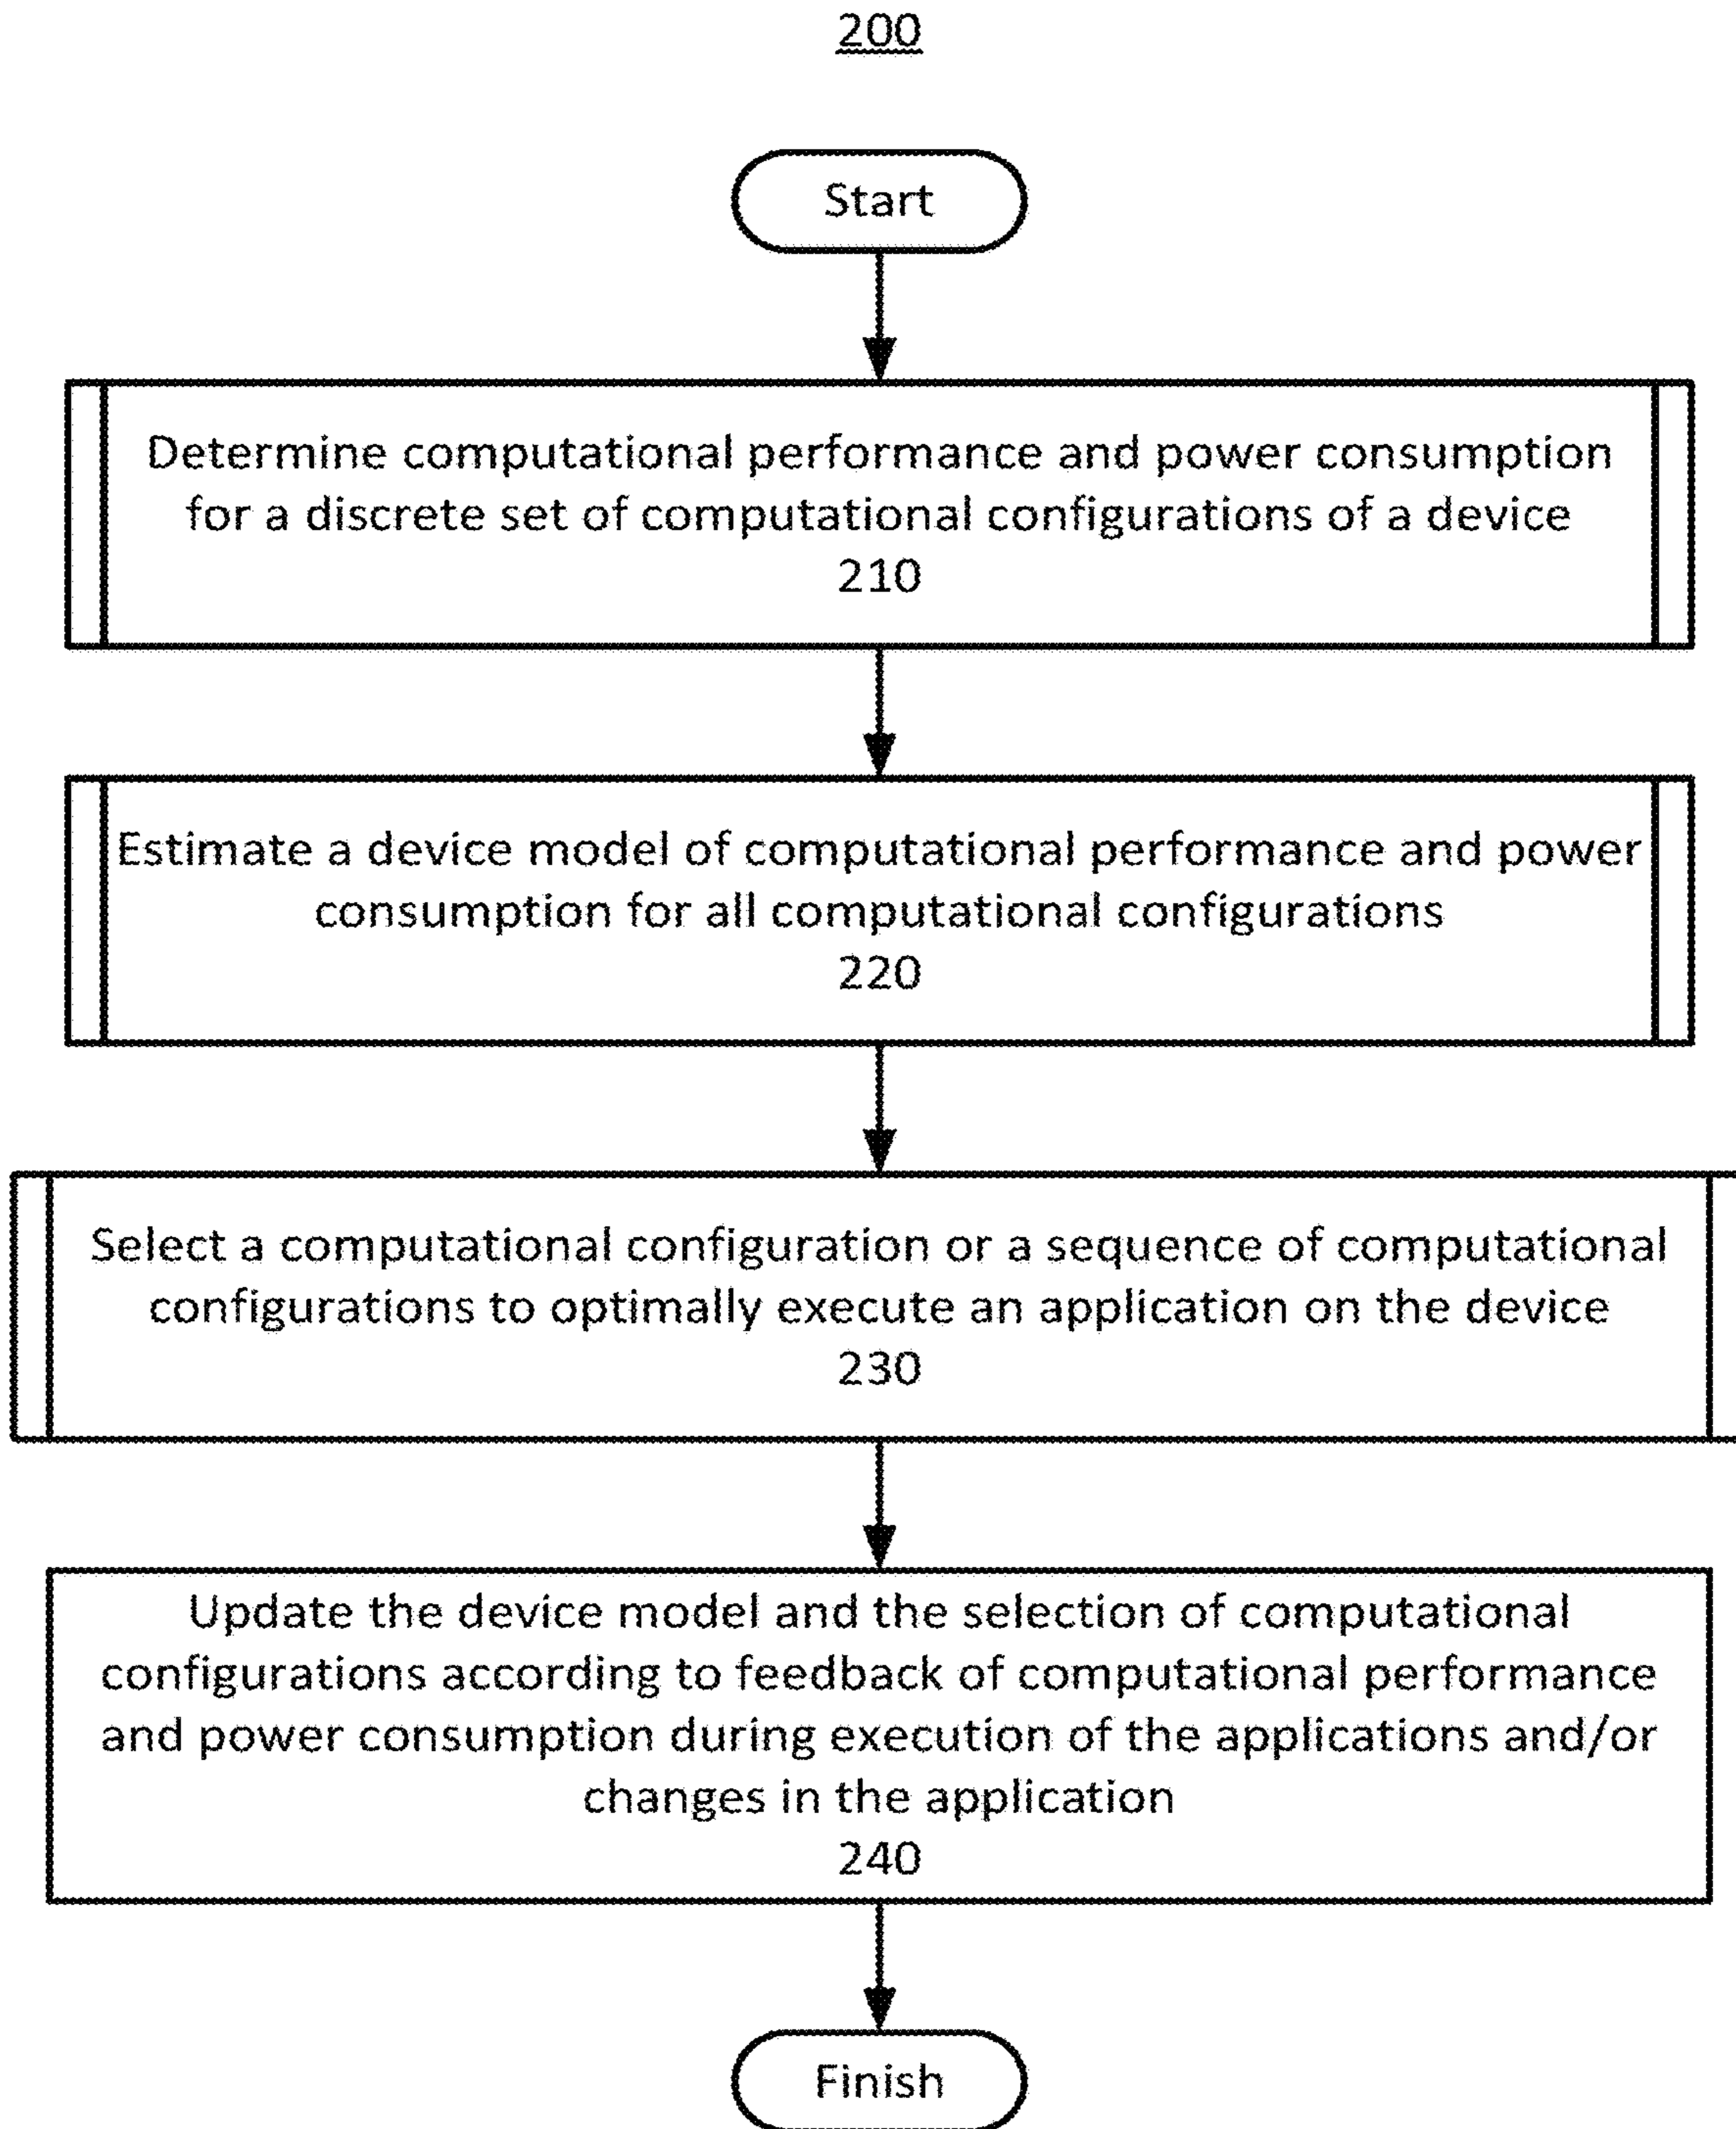 200
Start
Determine computational performance and power consumption
for a discrete set of computational configurations of a device
210
Estimate a device model of computational performance and power
consumption for all computational configurations
220
Select a computational configuration or a sequence of computational
configurations to optimally execute an application on the device
230
Update the device model and the selection of computational
configurations according to feedback of computational performance
and power consumption during execution of the applications and/or
changes in the application
240
Finish